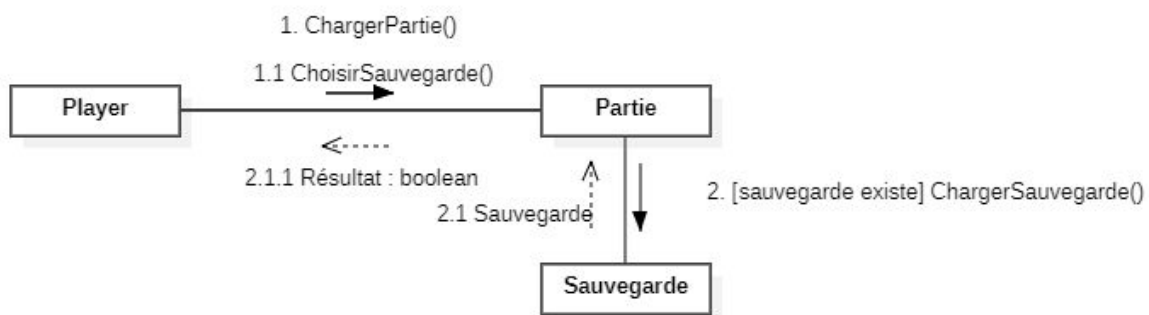 1. ChargerPartie()
1.1 ChoisirSauvegarde()
Player
Partie
2.1.1 Résultat : boolean
2.1 Sauvegarde
2. [sauvegarde existe] ChargerSauvegarde()
Sauvegarde